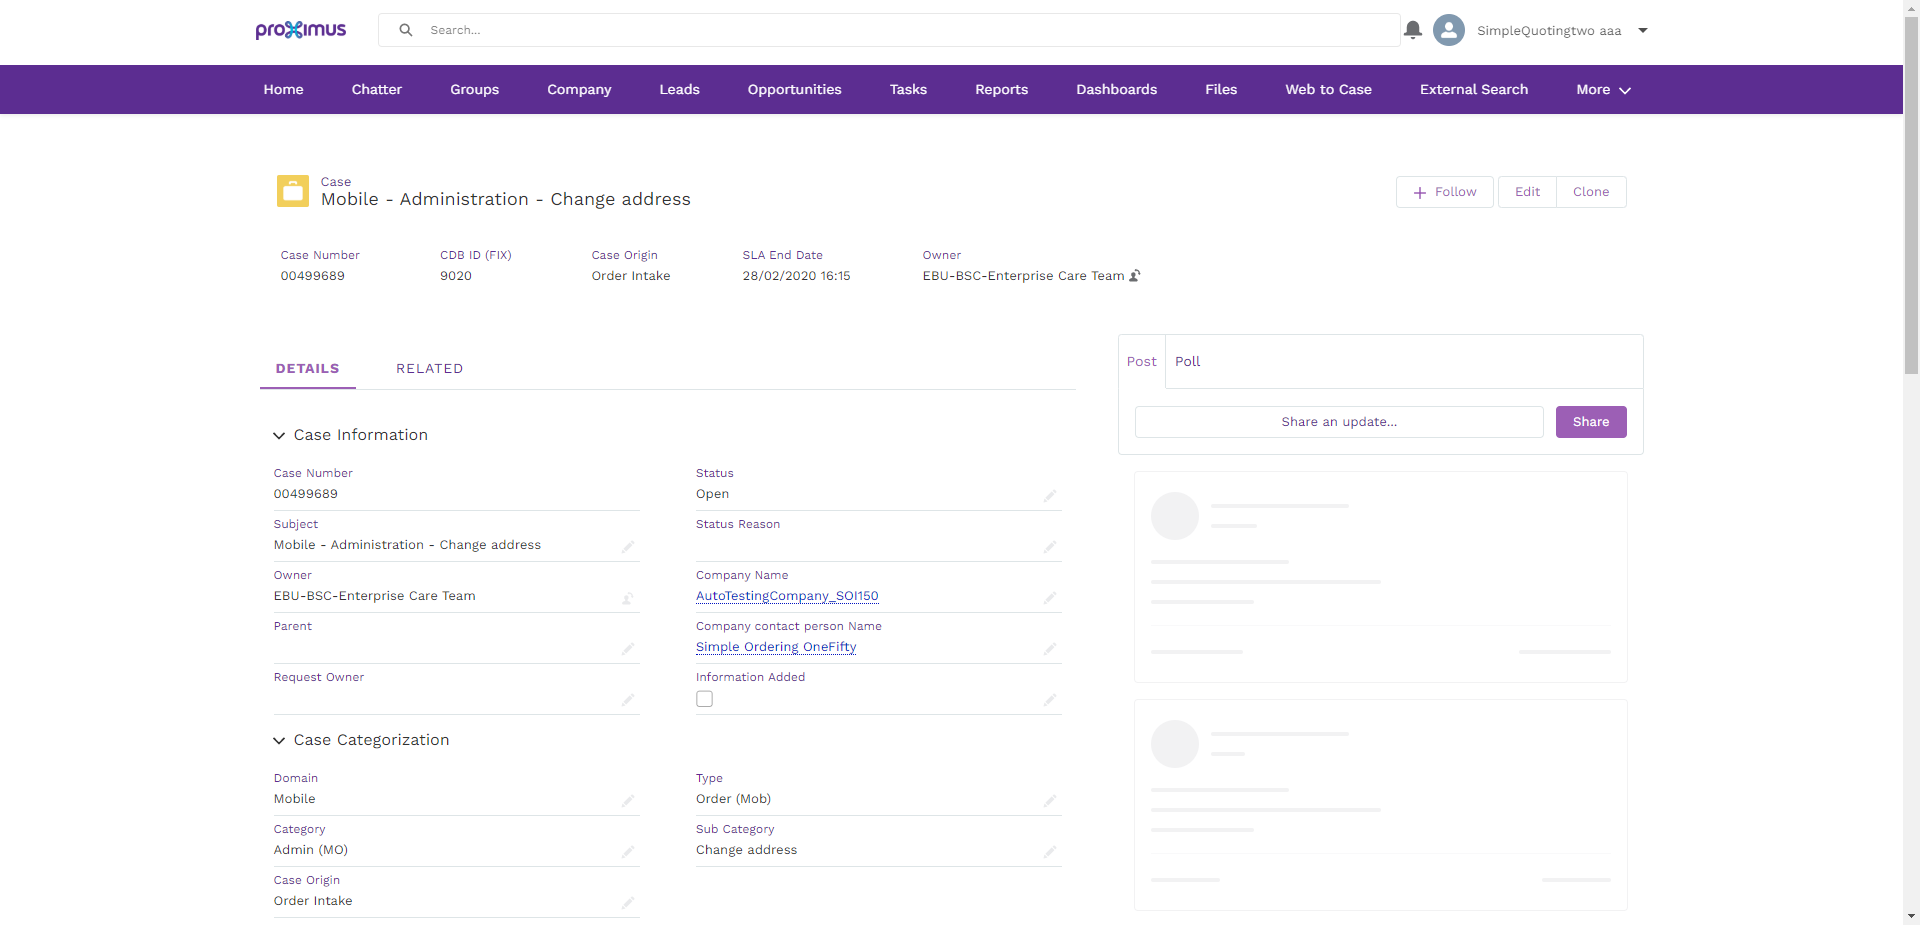 proximus
Search...
SimpleQuotingtwo aaa
Home
Chatter
Groups
Company
Leads
Opportunities
Tasks
Reports
Dashboards
Files
Web to Case
External Search
More
Case
Mobile - Administration - Change address
Follow
Edit
Clone
Case Number
00499689
CDB ID (FIX)
9020
Case Origin
Order Intake
SLA End Date
28/02/2020 16:15
Owner
EBU-BSC-Enterprise Care Team
DETAILS
RELATED
Case Information
Case Number
00499689
Status
Open
Subject
Mobile - Administration - Change address
Status Reason
Owner
EBU-BSC-Enterprise Care Team
Company Name
AutoTestingCompany_SOI150
Parent
Company contact person Name
Simple Ordering OneFifty
Request Owner
Information Added
Case Categorization
Domain
Mobile
Type
Order (Mob)
Category
Admin (MO)
Sub Category
Change address
Case Origin
Order Intake
Post
Poll
Share an update...
Share